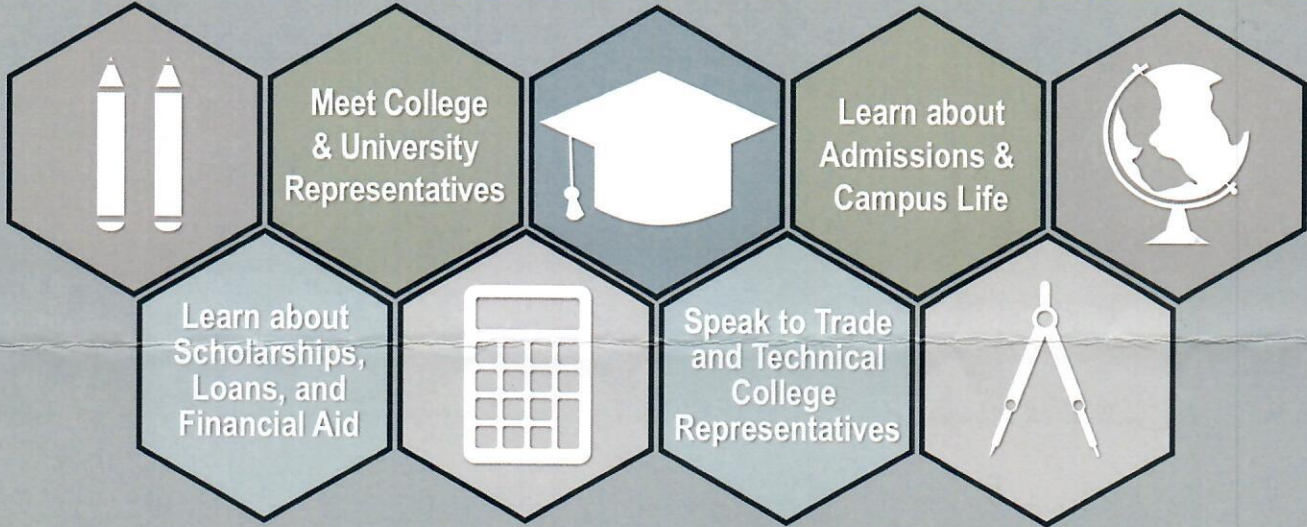 Meet College
& University
Representatives
Learn about
Admissions &
Campus Life
Learn about
Scholarships,
Loans, and
Financial Aid
Speak to Trade
and Technical
College
Representatives